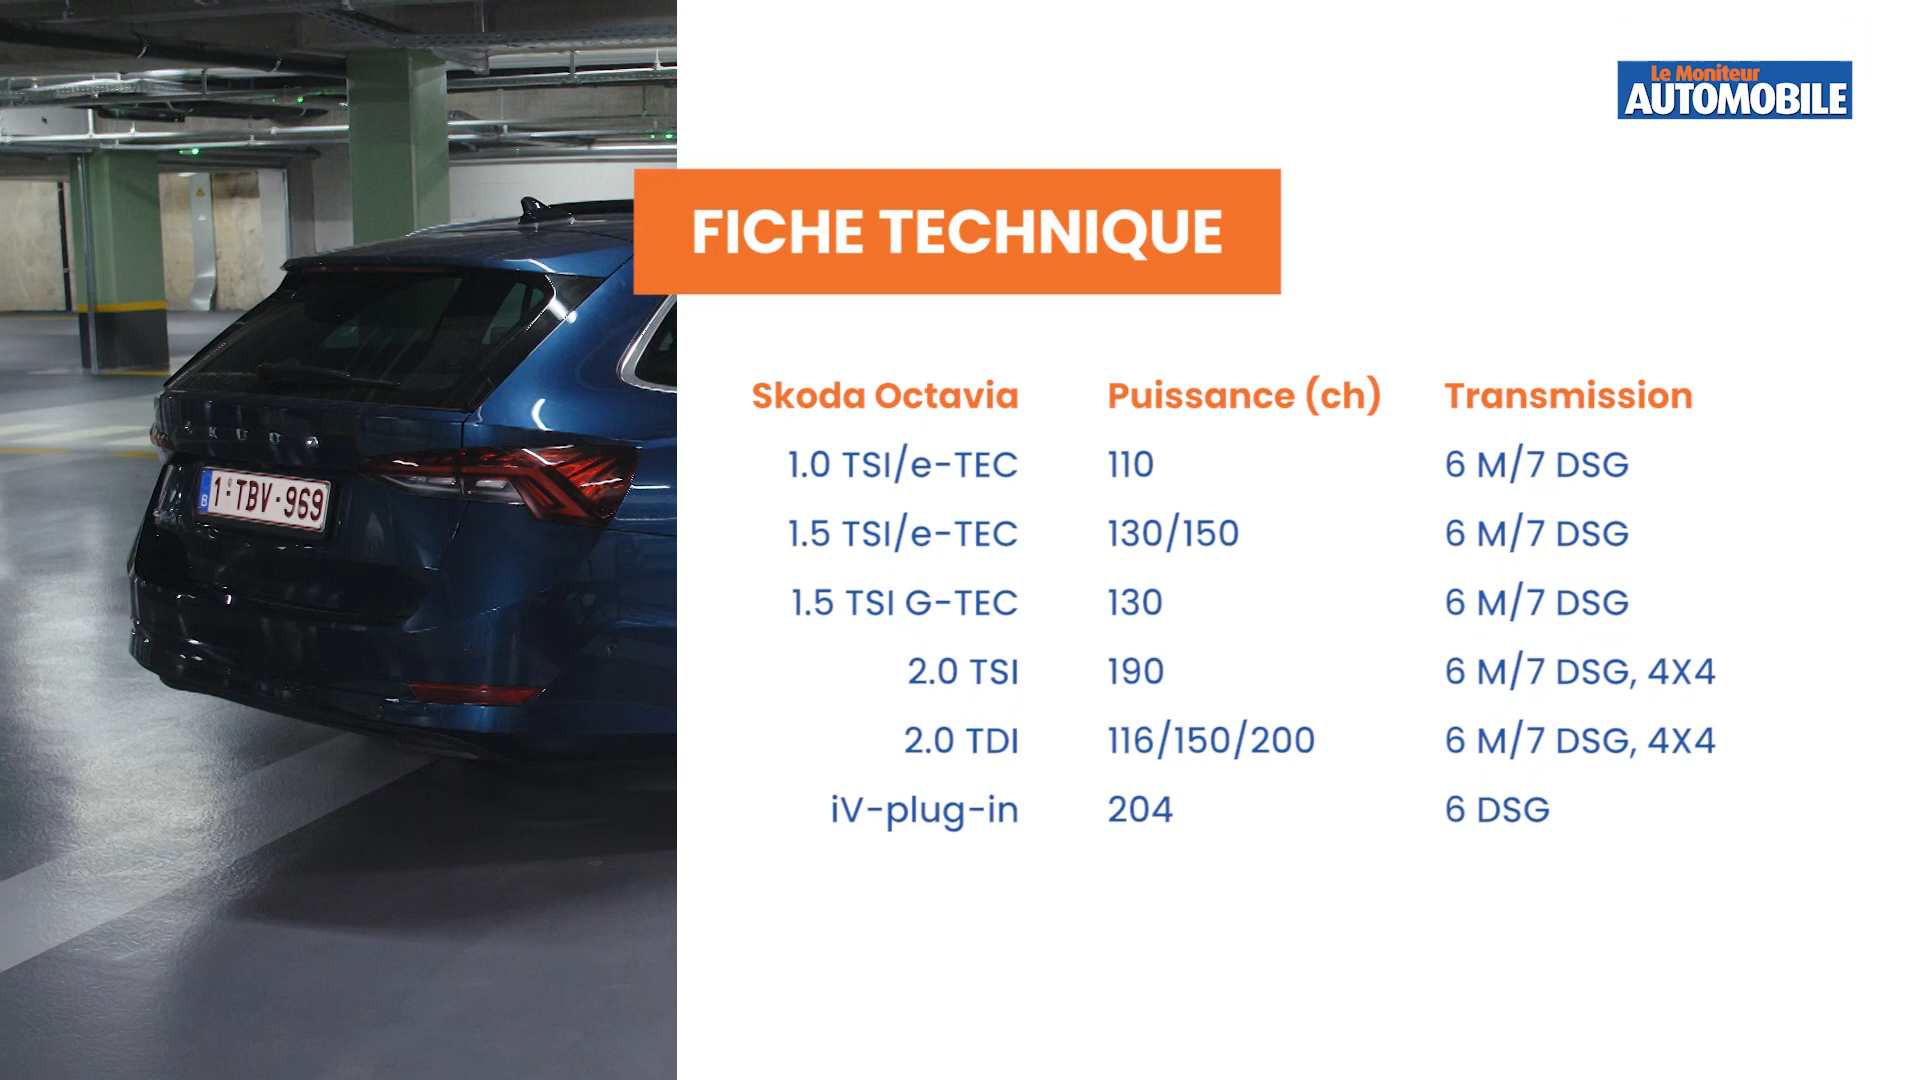 Le Moniteur
AUTOMOBILE
FICHE TECHNIQUE
Skoda Octavia Puissance (ch) Transmission
1.0 TSI/e-TEC 110 6 M/7 DSG
1.5 TSI/e-TEC 130/150 6 M/7 DSG
1.5 TSI G-TEC 130 6 M/7 DSG
2.0 TSI 190 6 M/7 DSG, 4X4
2.0 TDI 116/150/200 6 M/7 DSG, 4X4
iV-plug-in 204 6 DSG
SKODA
1-TBV-969